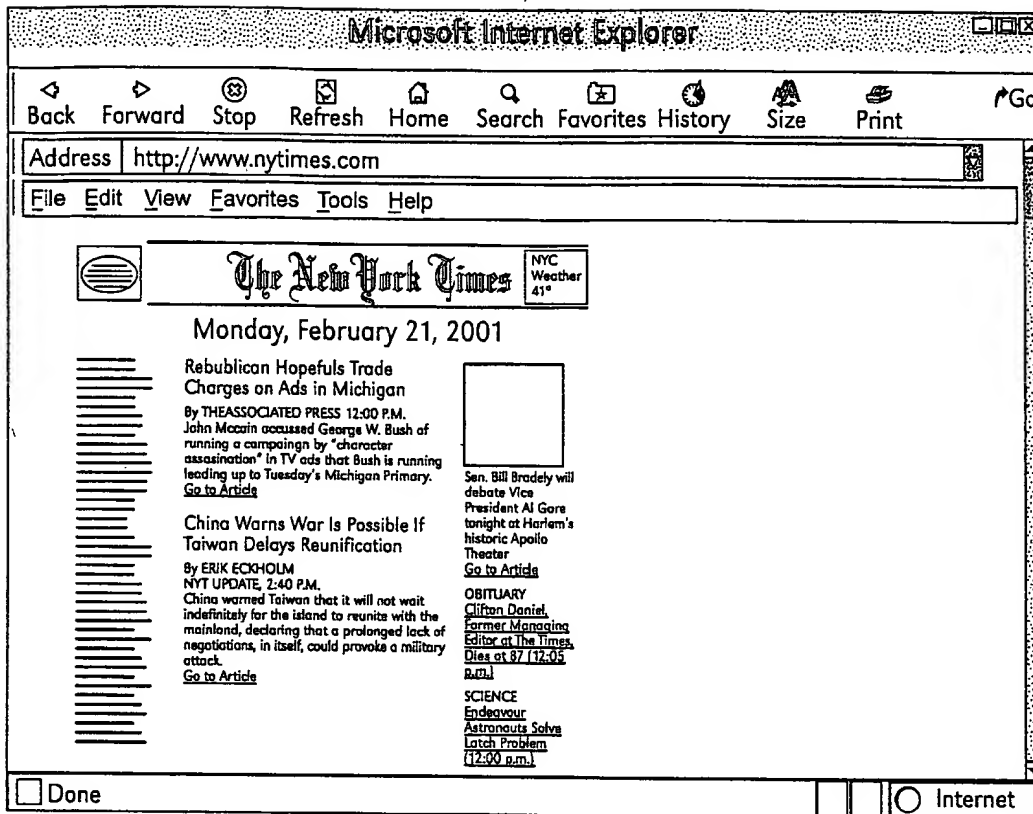 Microsoft Internet Explorer
Back Forward Stop Refresh Home Search Favorites History Size Print Go
Address http://www.nytimes.com
File Edit View Favorites Tools Help
The New York Times
NYC
Weather
41°
Monday, February 21, 2001
Rebublican Hopefuls Trade
Charges on Ads in Michigan
By THEASSOCIATED PRESS 12:00 P.M.
John Mccain accussed George W. Bush of
running a campaingn by "character
assasination" in TV ads that Bush is running
leading up to Tuesday's Michigan Primary.
Go to Article
China Warns War Is Possible If
Taiwan Delays Reunification
By ERIK ECKHOLM
NYT UPDATE, 2:40 P.M.
China warned Taiwan that it will not wait
indefinitely for the island to reunite with the
mainland, declaring that a prolonged lack of
negotiations, in itself, could provoke a military
attack.
Go to Article
Sen. Bill Bradely will
debate Vice
President Al Gore
tonight at Harlem's
historic Apollo
Theater
Go to Article
OBITUARY
Clifton Daniel,
Former Managing
Editor at The Times,
Dies at 87 (12:05
p.m.)
SCIENCE
Endeavour
Astronauts Solve
Latch Problem
(12:00 p.m.)
Done
Internet